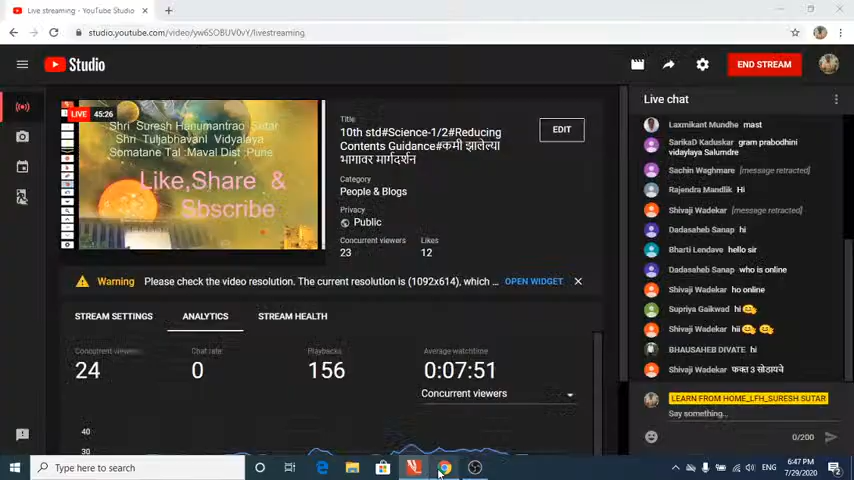 Live streaming - YouTube Studio
studio.youtube.com/video/yw6SOBUV0vY/livestreaming
Studio
END STREAM
LIVE 45:26
Shri Suresh Hanumantrao Sutar
Shri Tuljabhavani Vidyalaya
Somatane Tal :Maval Dist :Pune
Like,Share &
Sbscribe
Title
10th std#Science-1/2#Reducing
Contents Guidance#कमी झालेल्या
भागावर मार्गदर्शन
EDIT
Category
People & Blogs
Privacy
Public
Concurrent viewers
Likes
23
12
Warning Please check the video resolution. The current resolution is (1092x614), which ... OPEN WIDGET
STREAM SETTINGS
ANALYTICS
STREAM HEALTH
Concurrent viewers
Chat rate
Playbacks
Average watchtime
24
0
156
0:07:51
Concurrent viewers
40
30
Live chat
Laxmikant Mundhe mast
SarikaD Kaduskar gram prabodhini
vidaylaya Salumdre
Sachin Waghmare [message retracted]
Rajendra Mandlik Hi
Shivaji Wadekar [message retracted]
Dadasaheb Sanap hi
Bharti Lendave hello sir
Dadasaheb Sanap who is online
Shivaji Wadekar ho online
Supriya Gaikwad hi
Shivaji Wadekar hii
BHAUSAHEB DIVATE hi
Shivaji Wadekar फक्त 3 सोडायचे
LEARN FROM HOME_LFH_SURESH SUTAR
Say something...
0/200
Type here to search
ENG
6:47 PM
7/29/2020
2